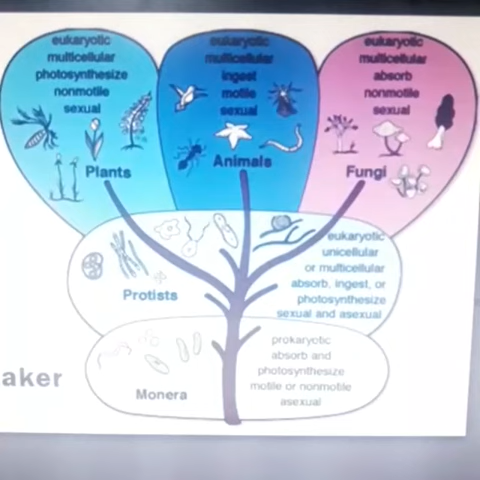 eukaryotic
multicellular
photosynthesize
nonmotile
sexual
Plants
eukaryotic
multicellular
ingest
motile
sexual
Animals
eukaryotic
multicellular
absorb
nonmotile
sexual
Fungi
Protists
eukaryotic
unicellular
or multicellular
absorb, ingest, or
photosynthesize
sexual and asexual
aker
Monera
prokaryotic
absorb and
photosynthesize
motile or nonmotile
asexual